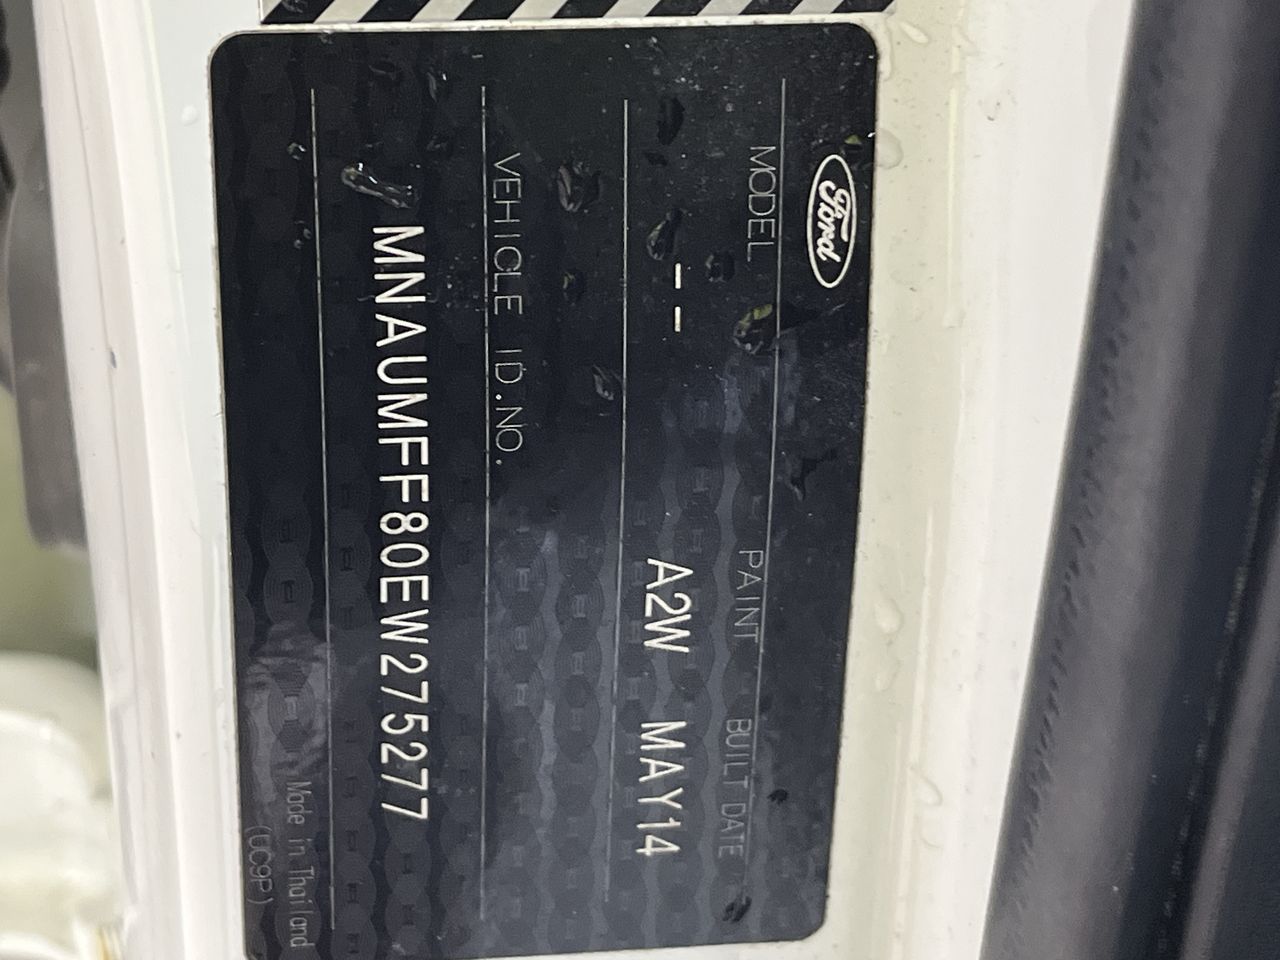 Ford
MODEL PAINT BUILT DATE
-- A2W MAY14
VEHICLE ID.NO.
MNAUMFF80EW275277
Made in Thailand
(UC9P)